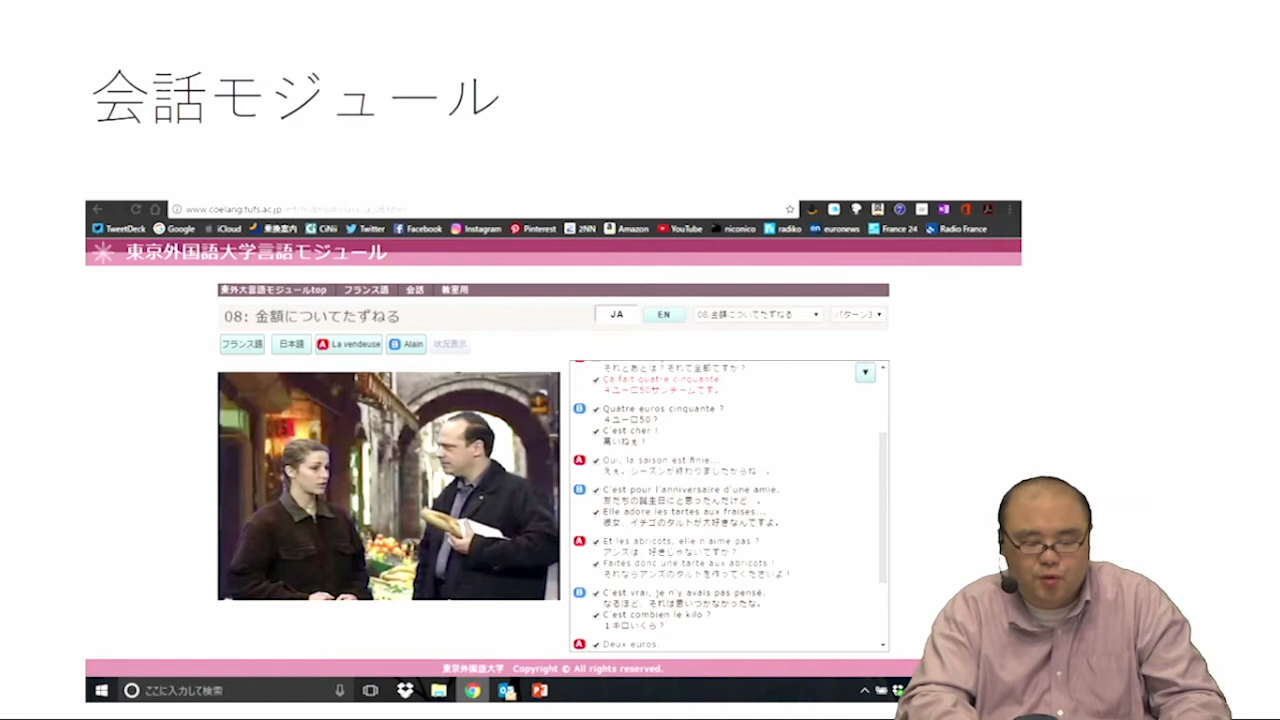 会話モジュール
www.coelang.tufs.ac.jp
TweetDeck Google iCloud 乗換案内 CiNii Twitter Facebook Instagram Pinterest 2NN Amazon YouTube niconico radiko euronews France 24 Radio France
東京外国語大学言語モジュール
東外大言語モジュールtop フランス語 会話 教室用
08: 金額についてたずねる JA EN 08.金額についてたずねる パターン3
フランス語 日本語 A La vendeuse B Alain 状況表示
それとあとは？それで全部ですか？
Ça fait quatre cinquante
４ユーロ50サンチームです。
B Quatre euros cinquante ?
４ユーロ50？
C'est cher !
高いねぇ！
A Oui, la saison est finie...
ええ。シーズンが終わりましたからね 。
B C'est pour l'anniversaire d'une amie.
友だちの誕生日にと思ったんだけど 。
Elle adore les tartes aux fraises...
彼女、イチゴのタルトが大好きなんですよ。
A Et les abricots, elle n'aime pas ?
アンズは、好きじゃないですか？
Faites donc une tarte aux abricots !
それならアンズのタルトを作ってくださいよ！
B C'est vrai, je n'y avais pas pensé.
なるほど、それは思いつかなかったな。
C'est combien le kilo ?
１キロいくら？
A Deux euros.
東京外国語大学 Copyright © All rights reserved.
ここに入力して検索